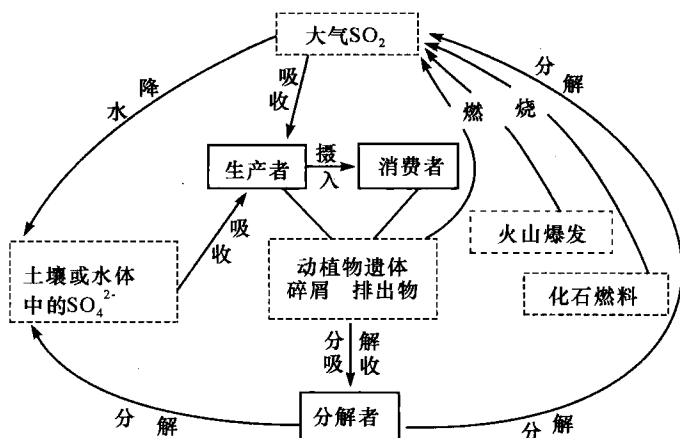 大气SO₂
降
水
吸
收
燃
烧
分
解
生产者
摄
入
消费者
吸
收
火山爆发
土壤或水体
中的SO₄²⁻
动植物遗体
碎屑 排出物
化石燃料
分 解
吸 收
分 解
分解者
分 解